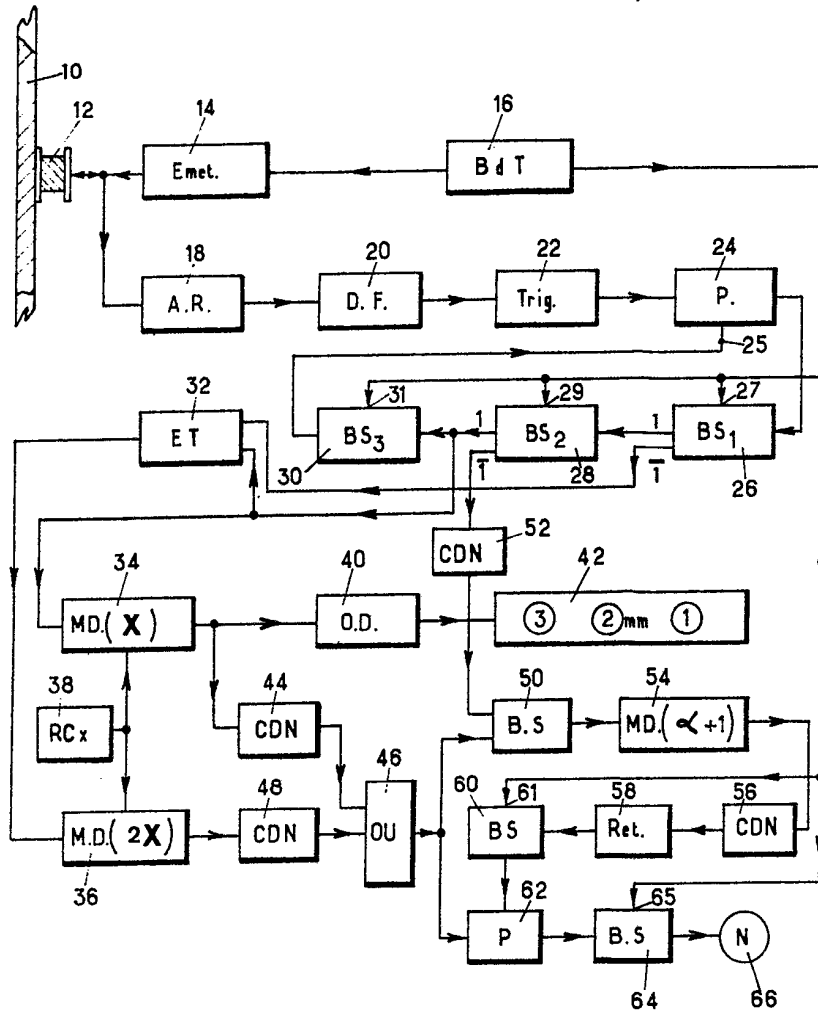 10
12
14
16
Emet.
B d T
18
20
22
24
A.R.
D.F.
Trig.
P.
25
32
31
29
27
ET
BS3
1
BS2
1
BS1
30
1̅
28
1̅
26
52
CDN
34
40
42
MD.(X)
O.D.
3 2 mm 1
38
44
50
54
RCx
CDN
46
B.S
MD.(α+1)
48
60
61
58
56
M.D.(2X)
CDN
OU
BS
Ret.
CDN
36
62
65
P
B.S
N
64
66